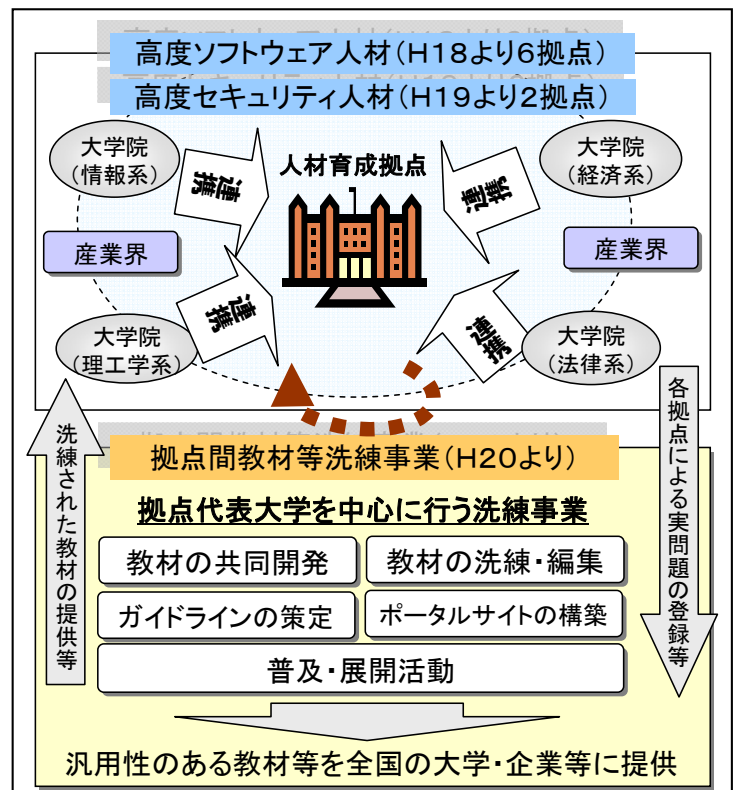 高度ソフトウェア人材(H18より6拠点)
高度セキュリティ人材(H19より2拠点)
大学院
(情報系)
連携
人材育成拠点
連携
大学院
(経済系)
産業界
産業界
大学院
(理工学系)
連携
連携
大学院
(法律系)
洗練された教材の提供等
各拠点による実問題の登録等
拠点間教材等洗練事業(H20より)
拠点代表大学を中心に行う洗練事業
教材の共同開発
教材の洗練・編集
ガイドラインの策定
ポータルサイトの構築
普及・展開活動
汎用性のある教材等を全国の大学・企業等に提供